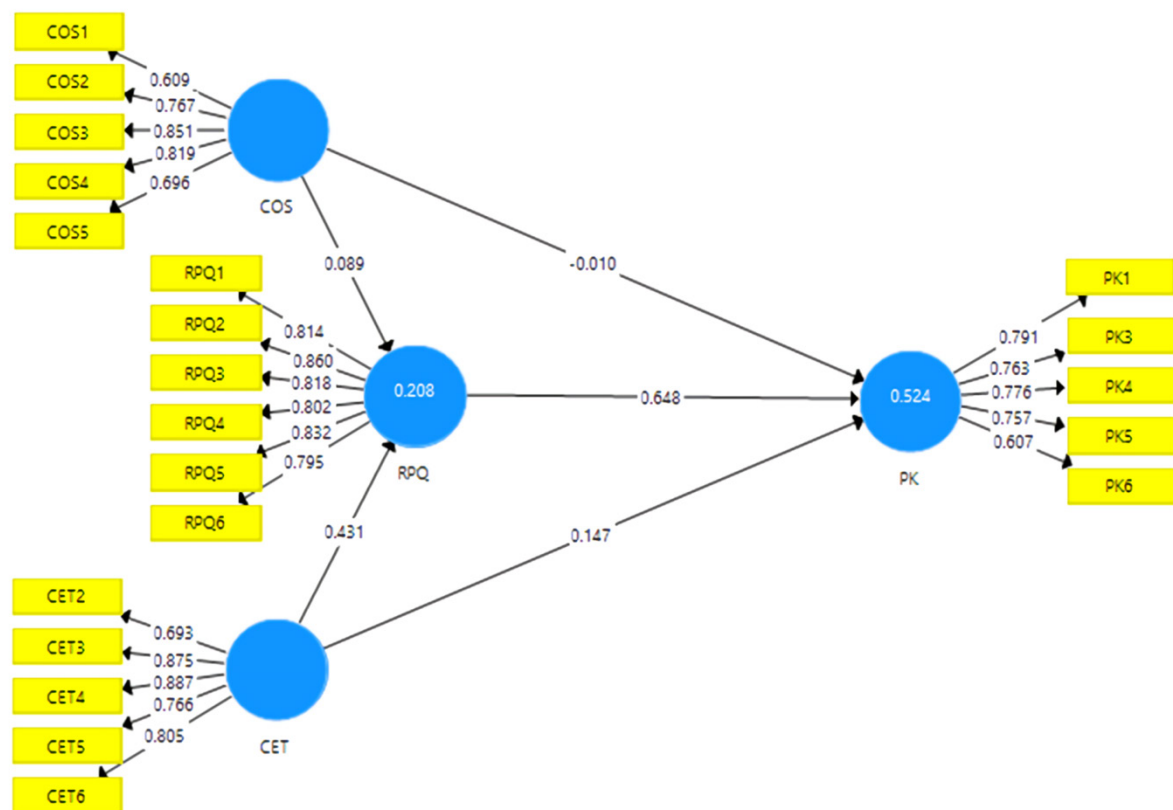 COS1
COS2
COS3
COS4
COS5
0.609
0.767
0.851
0.819
0.696
COS
0.089
-0.010
RPQ1
RPQ2
RPQ3
RPQ4
RPQ5
RPQ6
0.814
0.860
0.818
0.802
0.832
0.795
0.208
RPQ
0.648
0.524
PK
0.791
0.763
0.776
0.757
0.607
PK1
PK3
PK4
PK5
PK6
0.431
0.147
CET2
CET3
CET4
CET5
CET6
0.693
0.875
0.887
0.766
0.805
CET